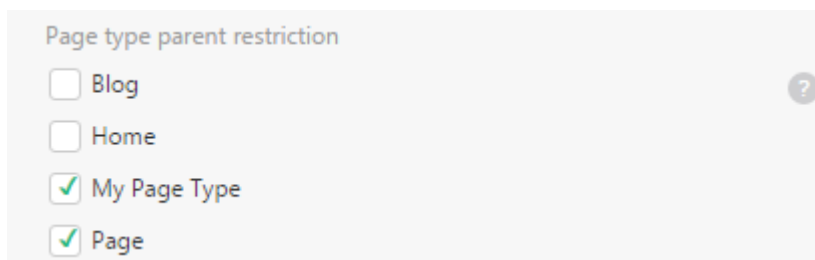 Page type parent restriction
Blog
?
Home
My Page Type
Page